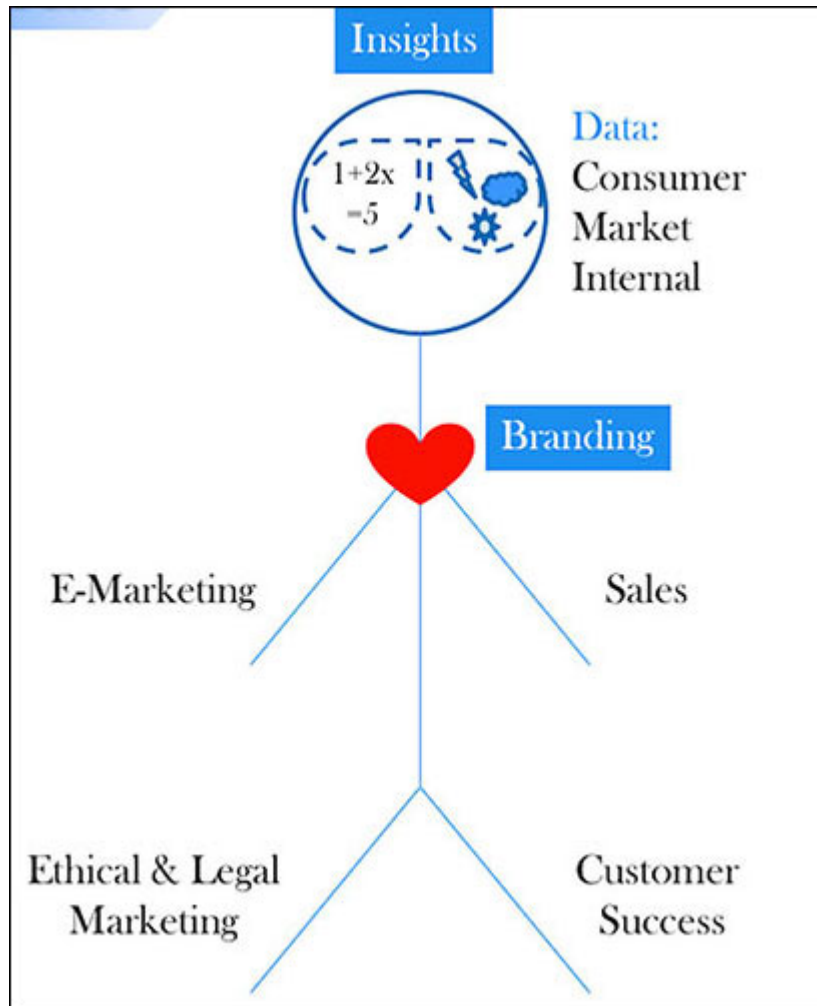 Insights
1+2x
=5
Data:
Consumer
Market
Internal
Branding
E-Marketing
Sales
Ethical & Legal
Marketing
Customer
Success